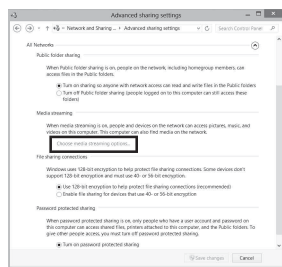 Advanced sharing settings
Network and Sharing ... Advanced sharing settings
Search Control Panel
All Networks
Public folder sharing
When Public folder sharing is on, people on the network, including homegroup members, can
access files in the Public folders.
Turn on sharing so anyone with network access can read and write files in the Public folders
Turn off Public folder sharing (people logged on to this computer can still access these
folders)
Media streaming
When media streaming is on, people and devices on the network can access pictures, music, and
videos on this computer. This computer can also find media on the network.
Choose media streaming options...
File sharing connections
Windows uses 128-bit encryption to help protect file sharing connections. Some devices don't
support 128-bit encryption and must use 40- or 56-bit encryption.
Use 128-bit encryption to help protect file sharing connections (recommended)
Enable file sharing for devices that use 40- or 56-bit encryption
Password protected sharing
When password protected sharing is on, only people who have a user account and password on
this computer can access shared files, printers attached to this computer, and the Public folders. To
give other people access, you must turn off password protected sharing.
Turn on password protected sharing
Save changes
Cancel